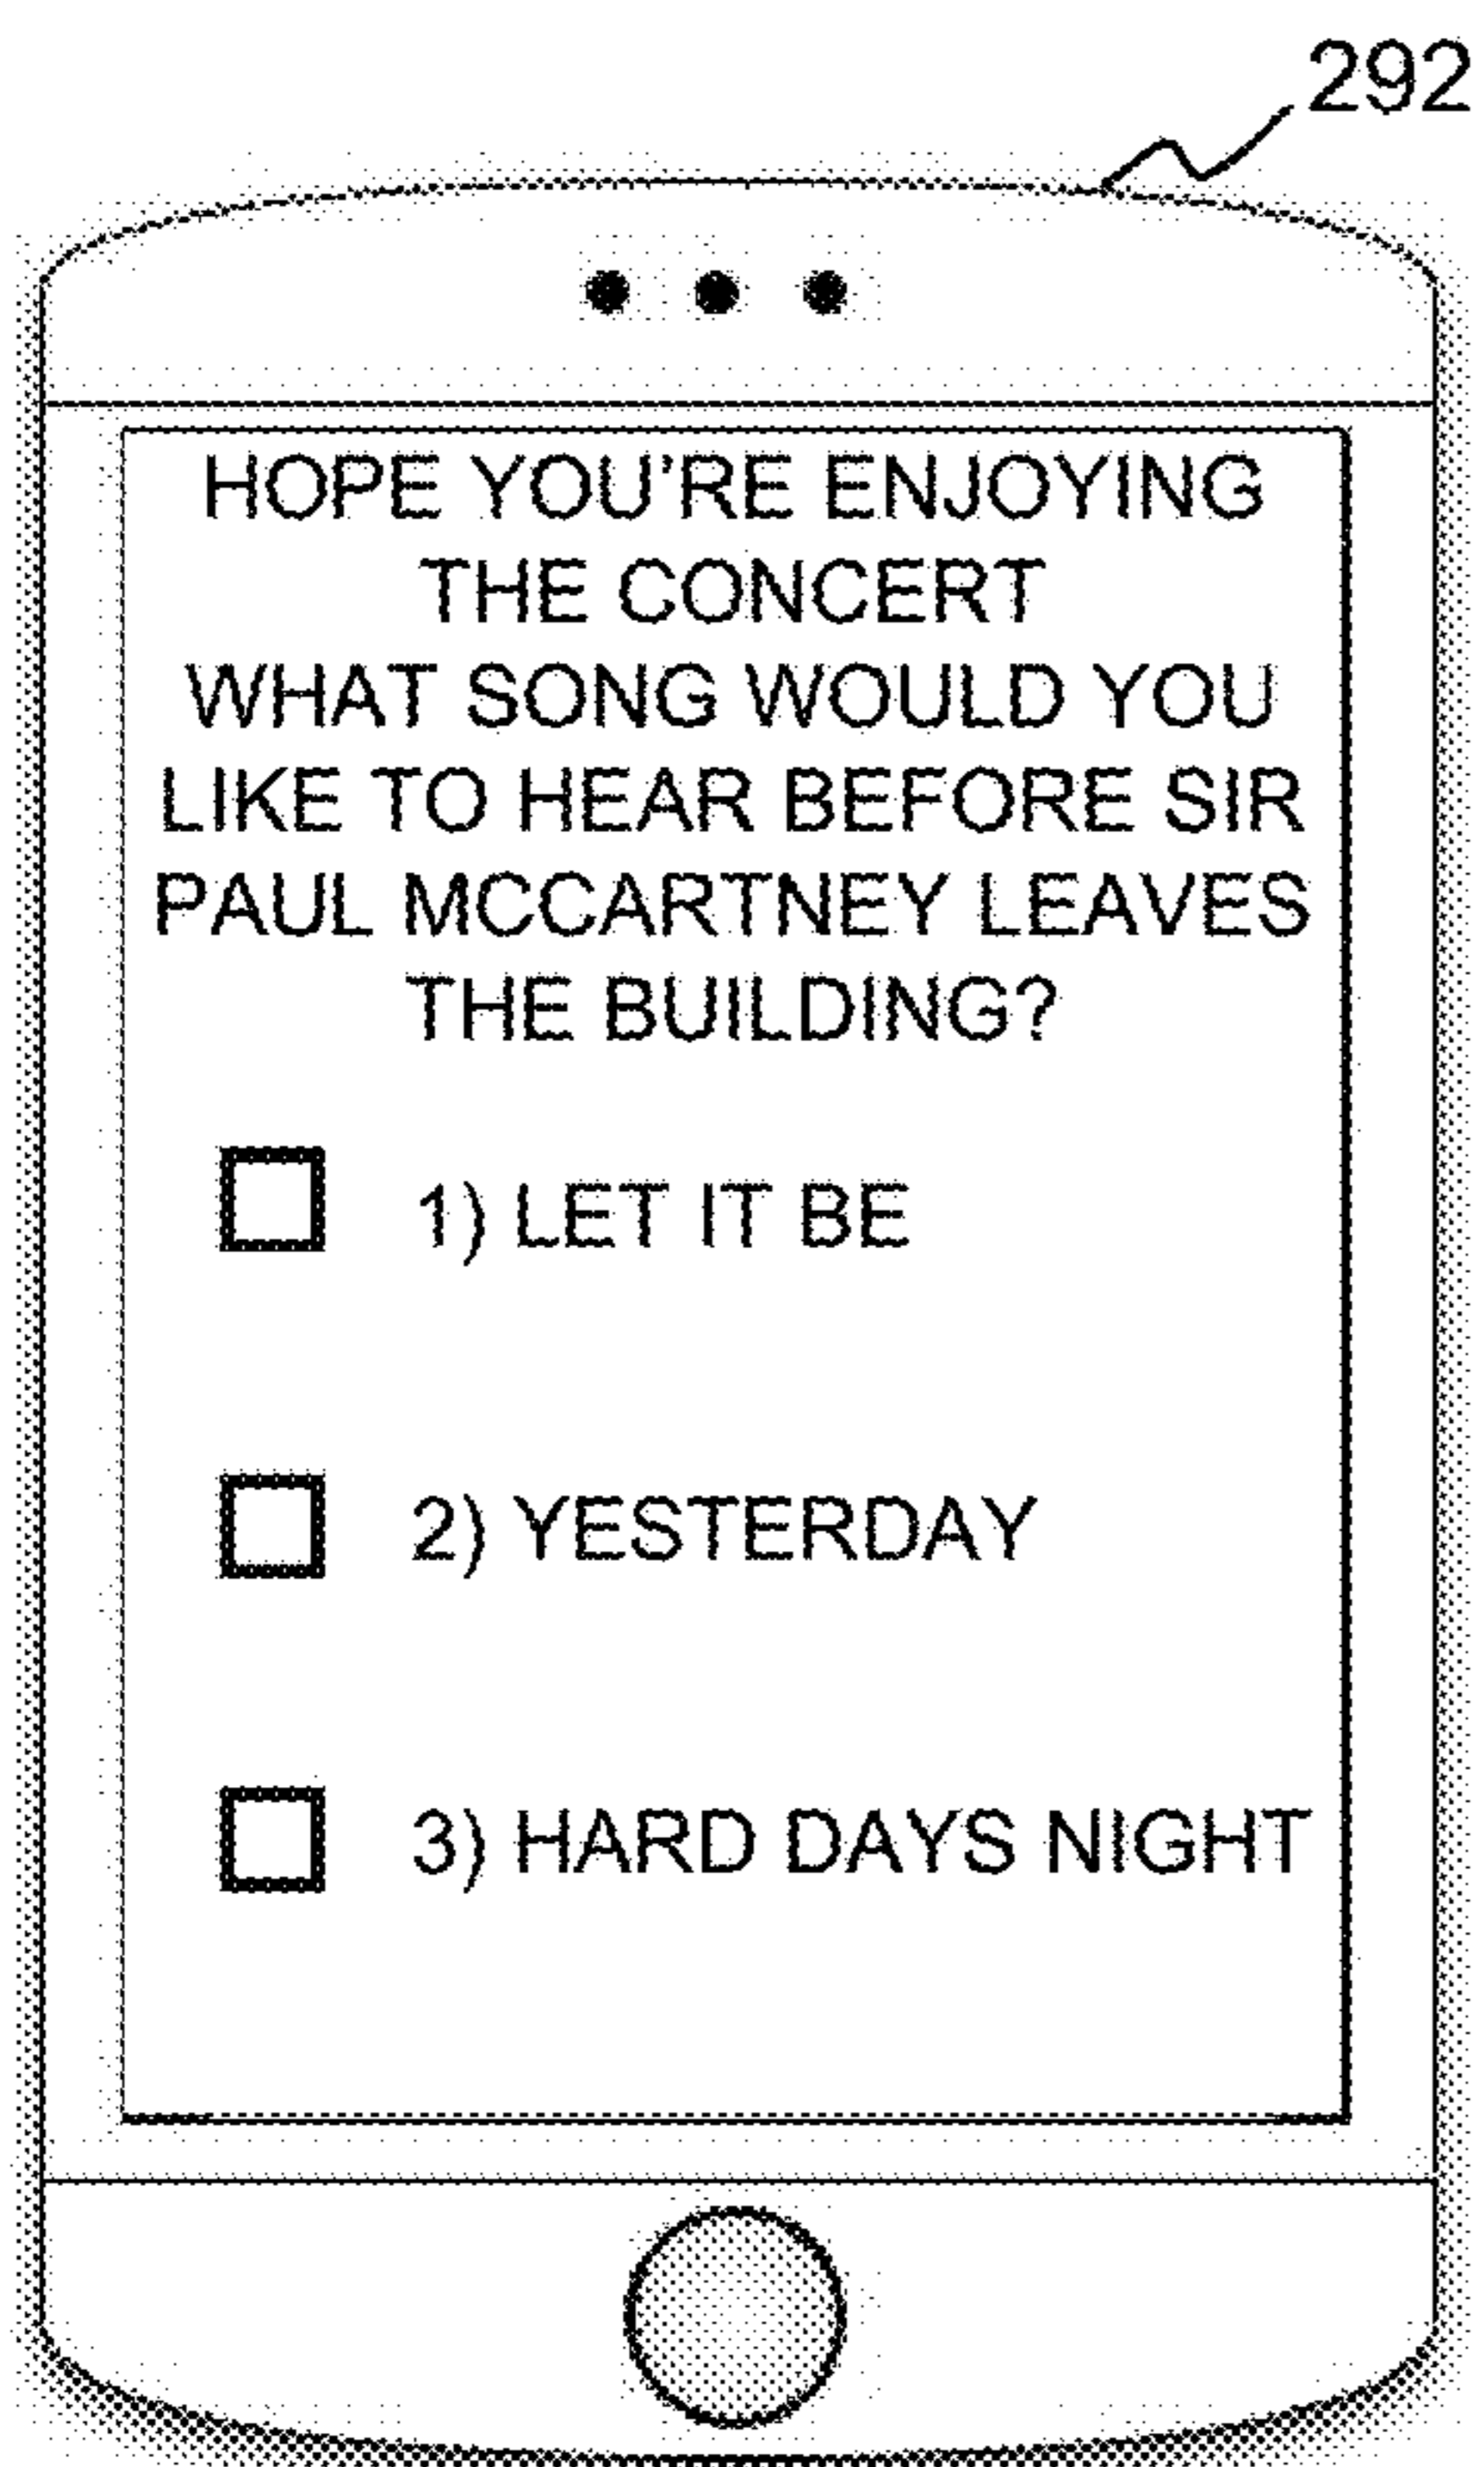 292
HOPE YOU'RE ENJOYING
THE CONCERT
WHAT SONG WOULD YOU
LIKE TO HEAR BEFORE SIR
PAUL MCCARTNEY LEAVES
THE BUILDING?
1) LET IT BE
2) YESTERDAY
3) HARD DAYS NIGHT